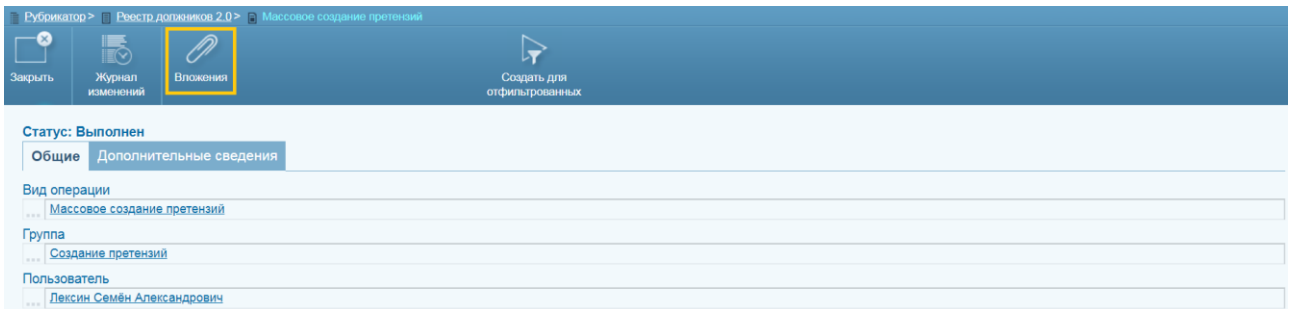 Рубрикатор > Реестр должников 2.0 > Массовое создание претензий
Закрыть
Журнал
изменений
Вложения
Создать для
отфильтрованных
Статус: Выполнен
Общие Дополнительные сведения
Вид операции
... Массовое создание претензий
Группа
... Создание претензий
Пользователь
... Лексин Семён Александрович